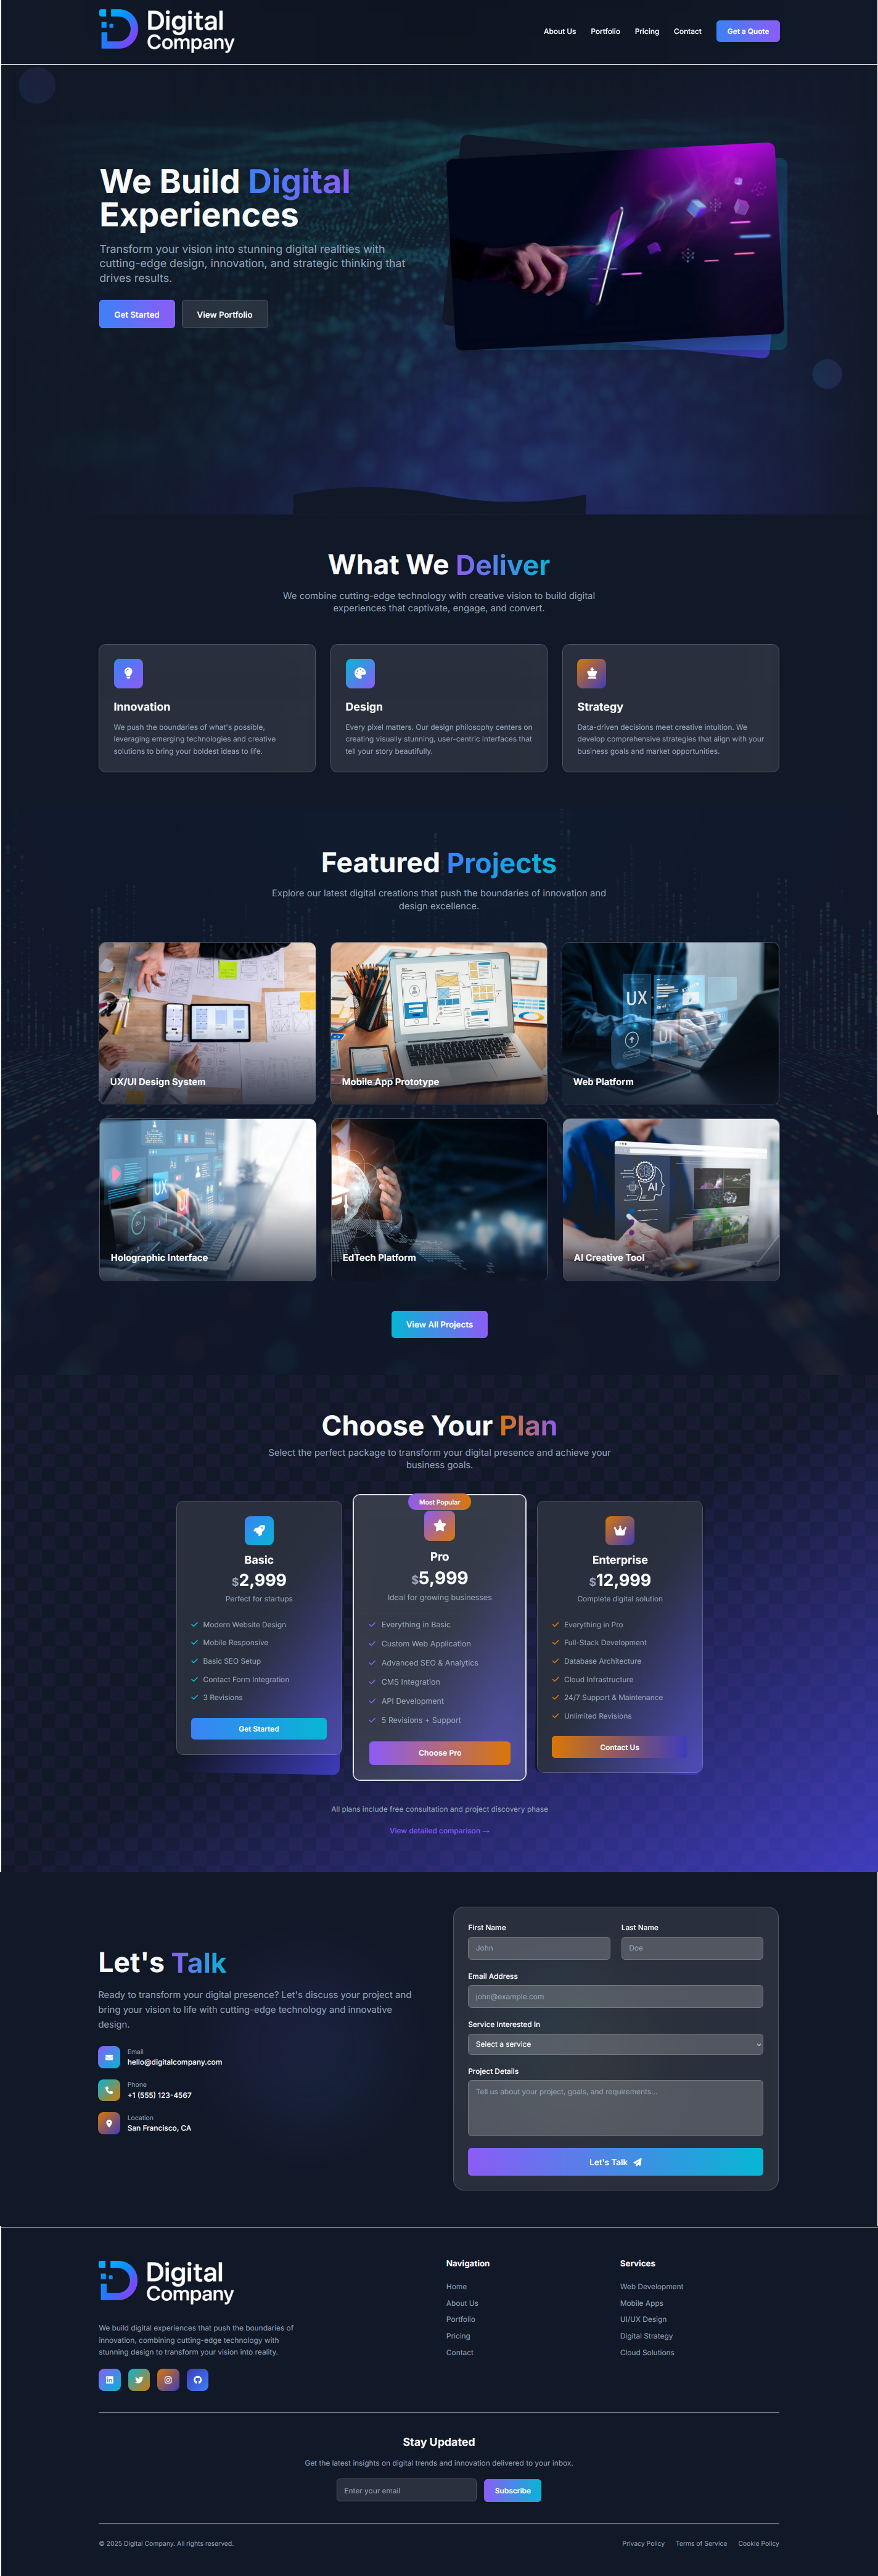 Digital
Company
About Us Portfolio Pricing Contact Get a Quote
We Build Digital
Experiences
Transform your vision into stunning digital realities with
cutting-edge design, innovation, and strategic thinking that
drives results.
Get Started View Portfolio
What We Deliver
We combine cutting-edge technology with creative vision to build digital
experiences that captivate, engage, and convert.
Innovation
We push the boundaries of what's possible,
leveraging emerging technologies and creative
solutions to bring your boldest ideas to life.
Design
Every pixel matters. Our design philosophy centers on
creating visually stunning, user-centric interfaces that
tell your story beautifully.
Strategy
Data-driven decisions meet creative intuition. We
develop comprehensive strategies that align with your
business goals and market opportunities.
Featured Projects
Explore our latest digital creations that push the boundaries of innovation and
design excellence.
UX/UI Design System
Mobile App Prototype
UX
UI
Web Platform
UX
UI
Holographic Interface
EdTech Platform
AI
AI Creative Tool
View All Projects
Choose Your Plan
Select the perfect package to transform your digital presence and achieve your
business goals.
Basic
$2,999
Perfect for startups
Modern Website Design
Mobile Responsive
Basic SEO Setup
Contact Form Integration
3 Revisions
Get Started
Most Popular
Pro
$5,999
Ideal for growing businesses
Everything in Basic
Custom Web Application
Advanced SEO & Analytics
CMS Integration
API Development
5 Revisions + Support
Choose Pro
Enterprise
$12,999
Complete digital solution
Everything in Pro
Full-Stack Development
Database Architecture
Cloud Infrastructure
24/7 Support & Maintenance
Unlimited Revisions
Contact Us
All plans include free consultation and project discovery phase
View detailed comparison →
Let's Talk
Ready to transform your digital presence? Let's discuss your project and
bring your vision to life with cutting-edge technology and innovative
design.
Email
hello@digitalcompany.com
Phone
+1 (555) 123-4567
Location
San Francisco, CA
First Name Last Name
John Doe
Email Address
john@example.com
Service Interested In
Select a service
Project Details
Tell us about your project, goals, and requirements...
Let's Talk
Digital
Company
We build digital experiences that push the boundaries of
innovation, combining cutting-edge technology with
stunning design to transform your vision into reality.
Navigation
Home
About Us
Portfolio
Pricing
Contact
Services
Web Development
Mobile Apps
UI/UX Design
Digital Strategy
Cloud Solutions
Stay Updated
Get the latest insights on digital trends and innovation delivered to your inbox.
Enter your email Subscribe
© 2025 Digital Company. All rights reserved.
Privacy Policy Terms of Service Cookie Policy